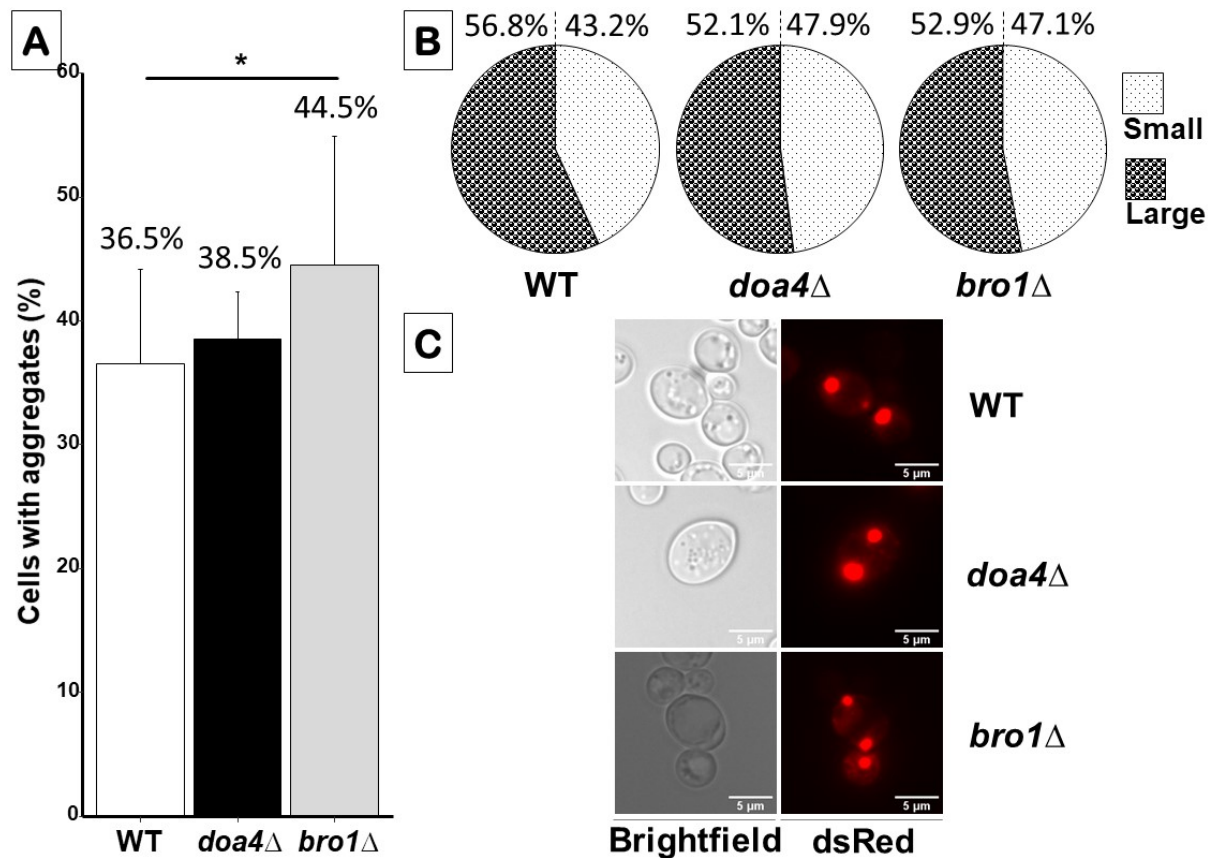 A
60
50
40
30
20
10
0
Cells with aggregates (%)
*
36.5%
38.5%
44.5%
WT
doa4Δ
bro1Δ
B
56.8% 43.2%
52.1% 47.9%
52.9% 47.1%
WT
doa4Δ
bro1Δ
Small
Large
C
5 µm
5 µm
WT
5 µm
5 µm
doa4Δ
5 µm
5 µm
bro1Δ
Brightfield
dsRed